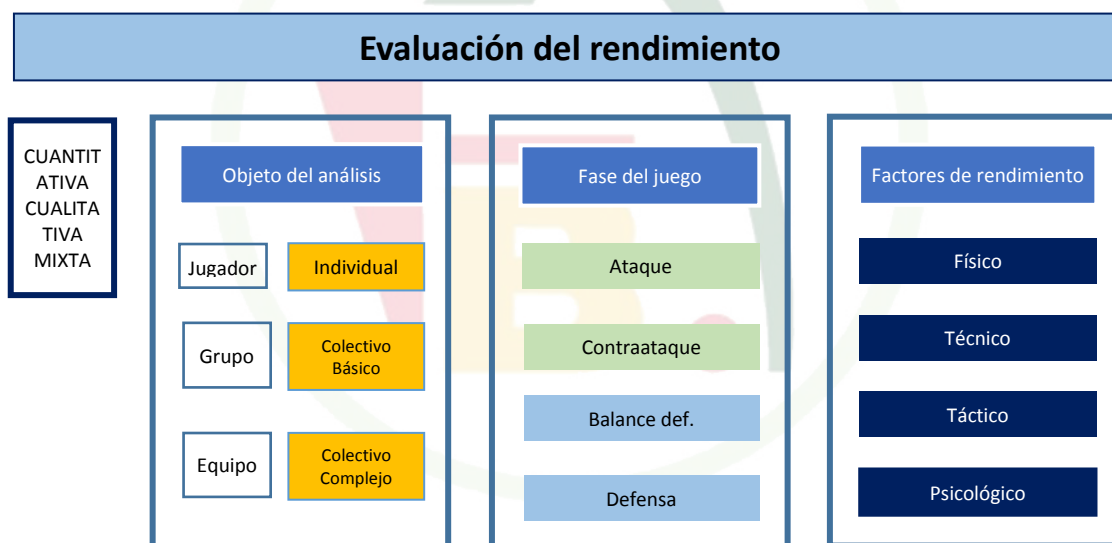 Evaluación del rendimiento
CUANTIT
ATIVA
CUALITA
TIVA
MIXTA
Objeto del análisis
Jugador
Individual
Grupo
Colectivo
Básico
Equipo
Colectivo
Complejo
Fase del juego
Ataque
Contraataque
Balance def.
Defensa
Factores de rendimiento
Físico
Técnico
Táctico
Psicológico